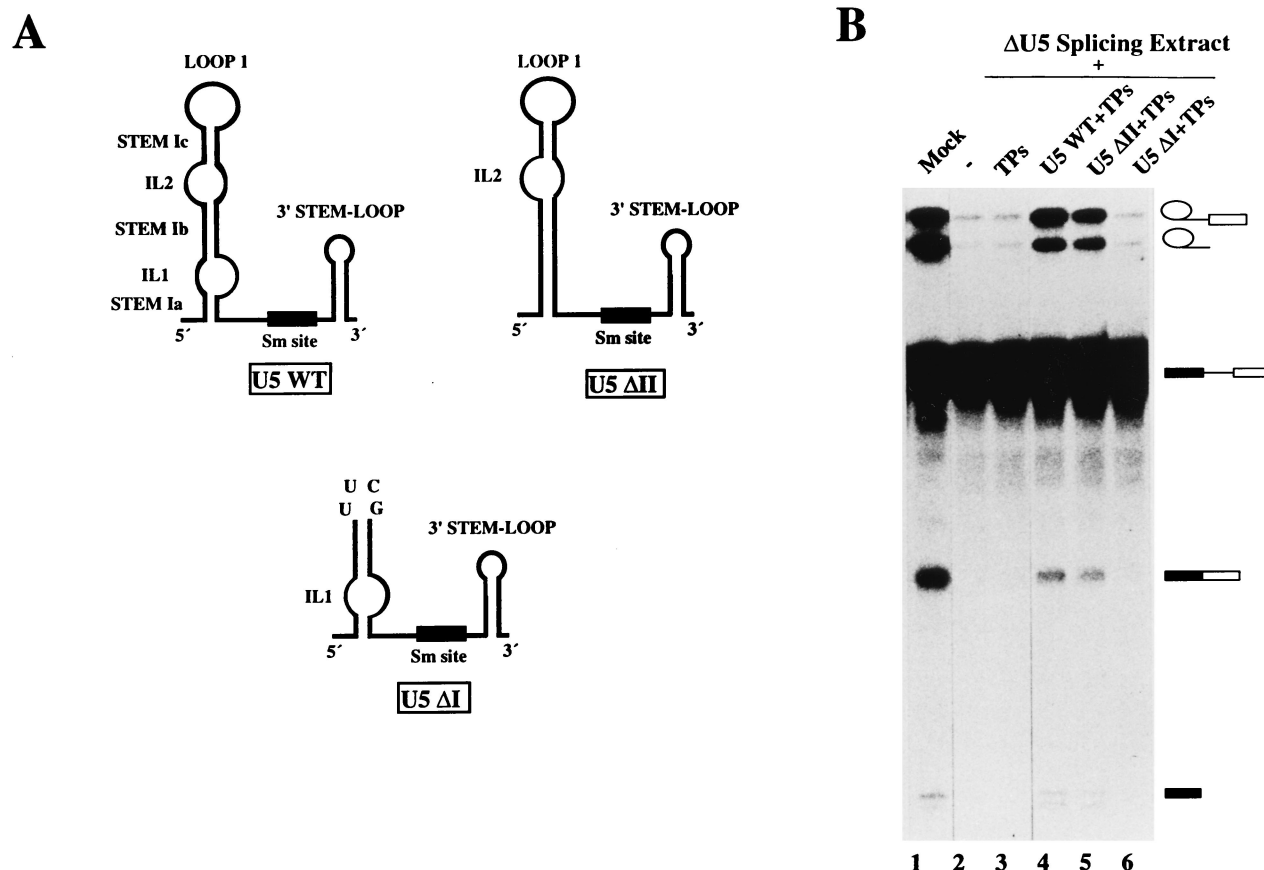 A
LOOP 1
STEM Ic
IL2
STEM Ib
3' STEM-LOOP
IL1
STEM Ia
5´
Sm site
3´
U5 WT
LOOP 1
IL2
3' STEM-LOOP
5´
Sm site
3´
U5 ΔII
U C
U G
3' STEM-LOOP
IL1
5´
Sm site
3´
U5 ΔI
B
ΔU5 Splicing Extract
+
Mock
-
TPs
U5 WT+TPs
U5 ΔII+TPs
U5 ΔI+TPs
1 2 3 4 5 6